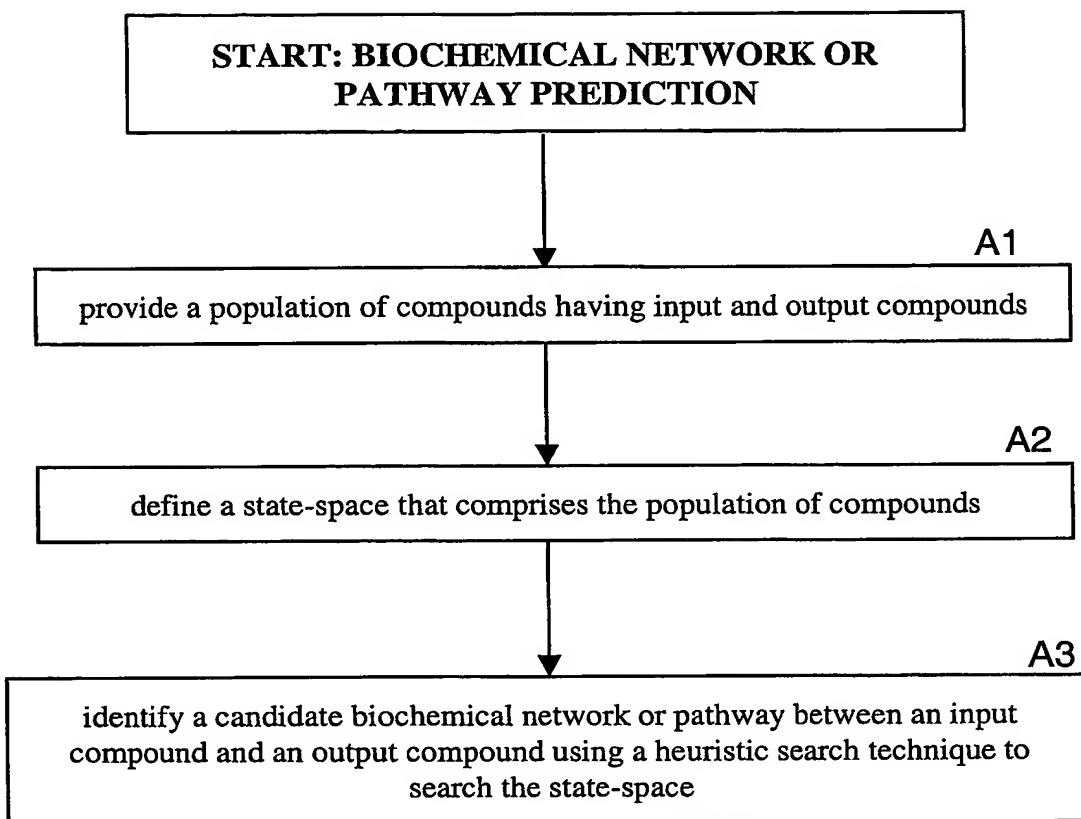 START: BIOCHEMICAL NETWORK OR
PATHWAY PREDICTION
A1
provide a population of compounds having input and output compounds
A2
define a state-space that comprises the population of compounds
A3
identify a candidate biochemical network or pathway between an input
compound and an output compound using a heuristic search technique to
search the state-space